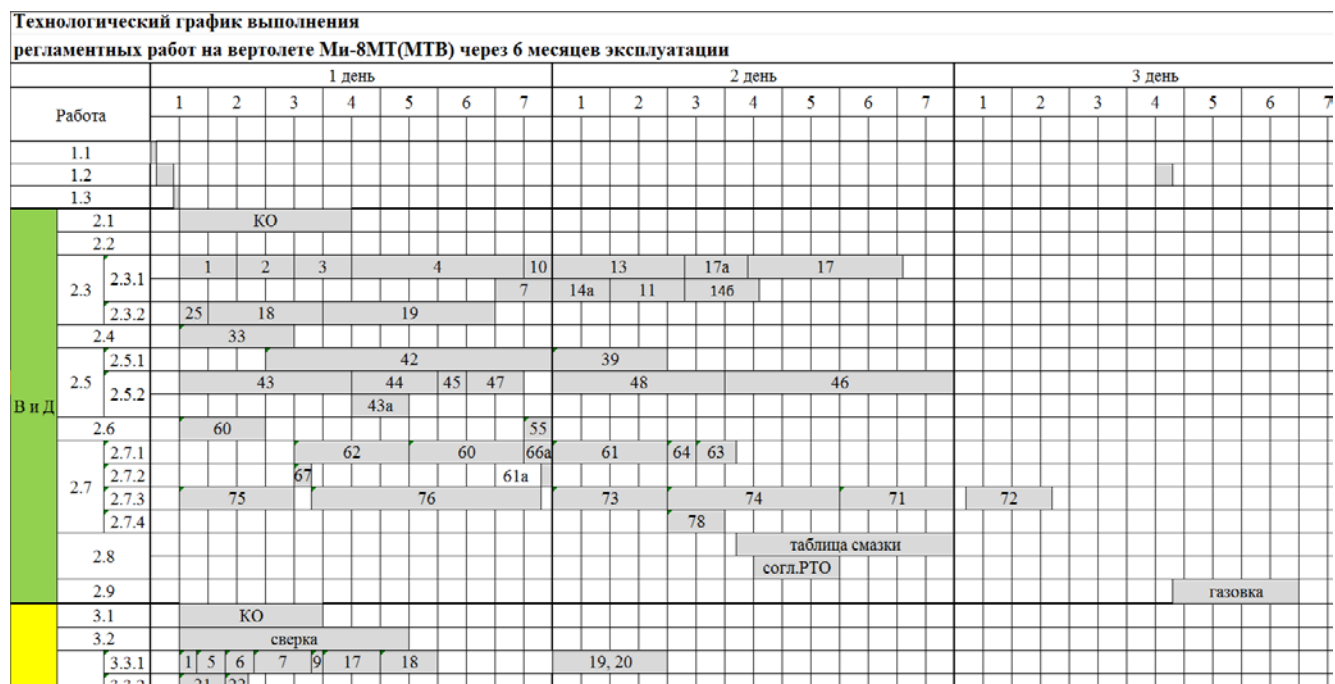 Технологический график выполнения
регламентных работ на вертолете Ми-8МТ(МТВ) через 6 месяцев эксплуатации
1 день 2 день 3 день
Работа 1 2 3 4 5 6 7 1 2 3 4 5 6 7 1 2 3 4 5 6 7
1.1
1.2
1.3
2.1 КО
2.2
2.3 2.3.1 1 2 3 4 10 13 17а 17
7 14а 11 14б
2.3.2 25 18 19
2.4 33
2.5 2.5.1 42 39
2.5.2 43 44 45 47 48 46
В и Д 43а
2.6 60 55
2.7 2.7.1 62 60 66а 61 64 63
2.7.2 67 61а
2.7.3 75 76 73 74 71 72
2.7.4 78
2.8 таблица смазки
согл.РТО
2.9 газовка
3.1 КО
3.2 сверка
3.3.1 1 5 6 7 9 17 18 19, 20
3.3.2 21 22